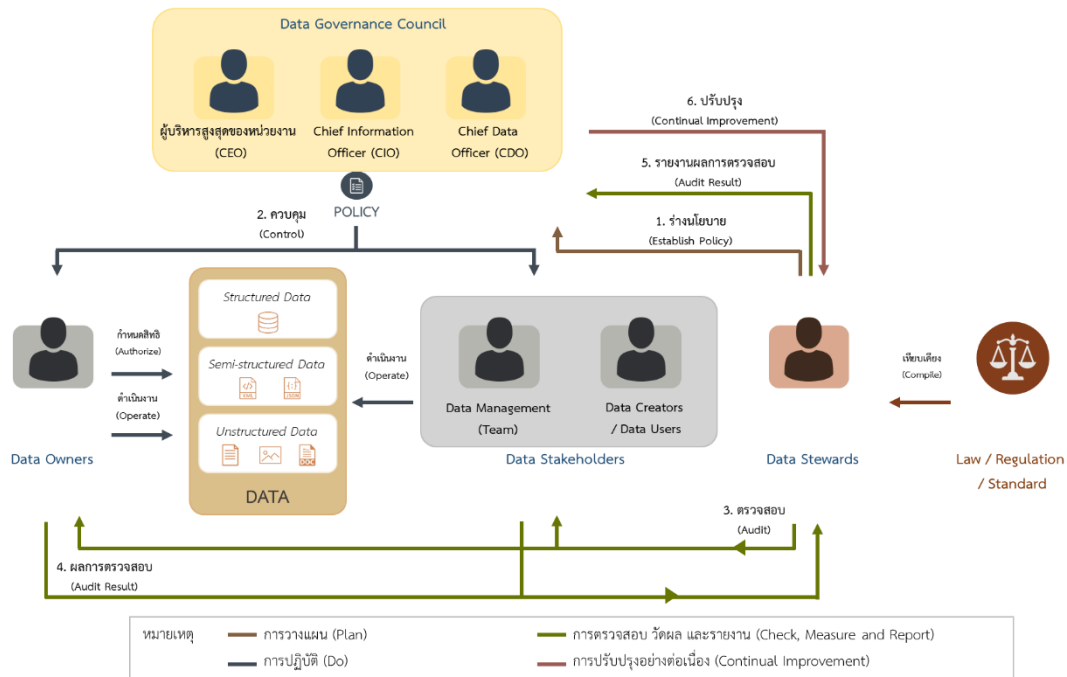 Data Governance Council
ผู้บริหารสูงสุดของหน่วยงาน
(CEO)
Chief Information
Officer (CIO)
Chief Data
Officer (CDO)
6. ปรับปรุง
(Continual Improvement)
5. รายงานผลการตรวจสอบ
(Audit Result)
1. ร่างนโยบาย
(Establish Policy)
POLICY
2. ควบคุม
(Control)
Structured Data
Semi-structured Data
XML
{:}
JSON
Unstructured Data
DOC
DATA
กำหนดสิทธิ
(Authorize)
ดำเนินงาน
(Operate)
Data Owners
ดำเนินงาน
(Operate)
Data Management
(Team)
Data Creators
/ Data Users
Data Stakeholders
Data Stewards
เทียบเคียง
(Compile)
Law / Regulation
/ Standard
3. ตรวจสอบ
(Audit)
4. ผลการตรวจสอบ
(Audit Result)
หมายเหตุ
การวางแผน (Plan)
การตรวจสอบ วัดผล และรายงาน (Check, Measure and Report)
การปฏิบัติ (Do)
การปรับปรุงอย่างต่อเนื่อง (Continual Improvement)